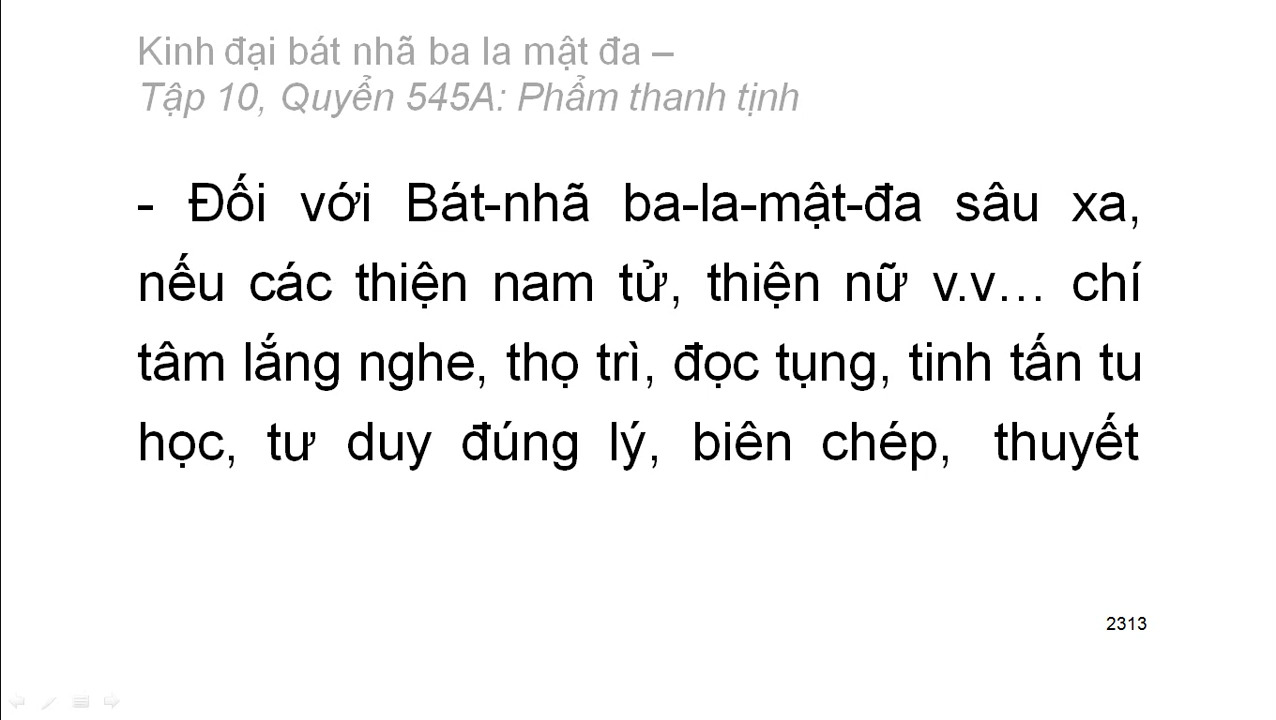 Kinh đại bát nhã ba la mật đa –
Tập 10, Quyển 545A: Phẩm thanh tịnh
- Đối với Bát-nhã ba-la-mật-đa sâu xa,
nếu các thiện nam tử, thiện nữ v.v… chí
tâm lắng nghe, thọ trì, đọc tụng, tinh tấn tu
học, tư duy đúng lý, biên chép, thuyết
2313